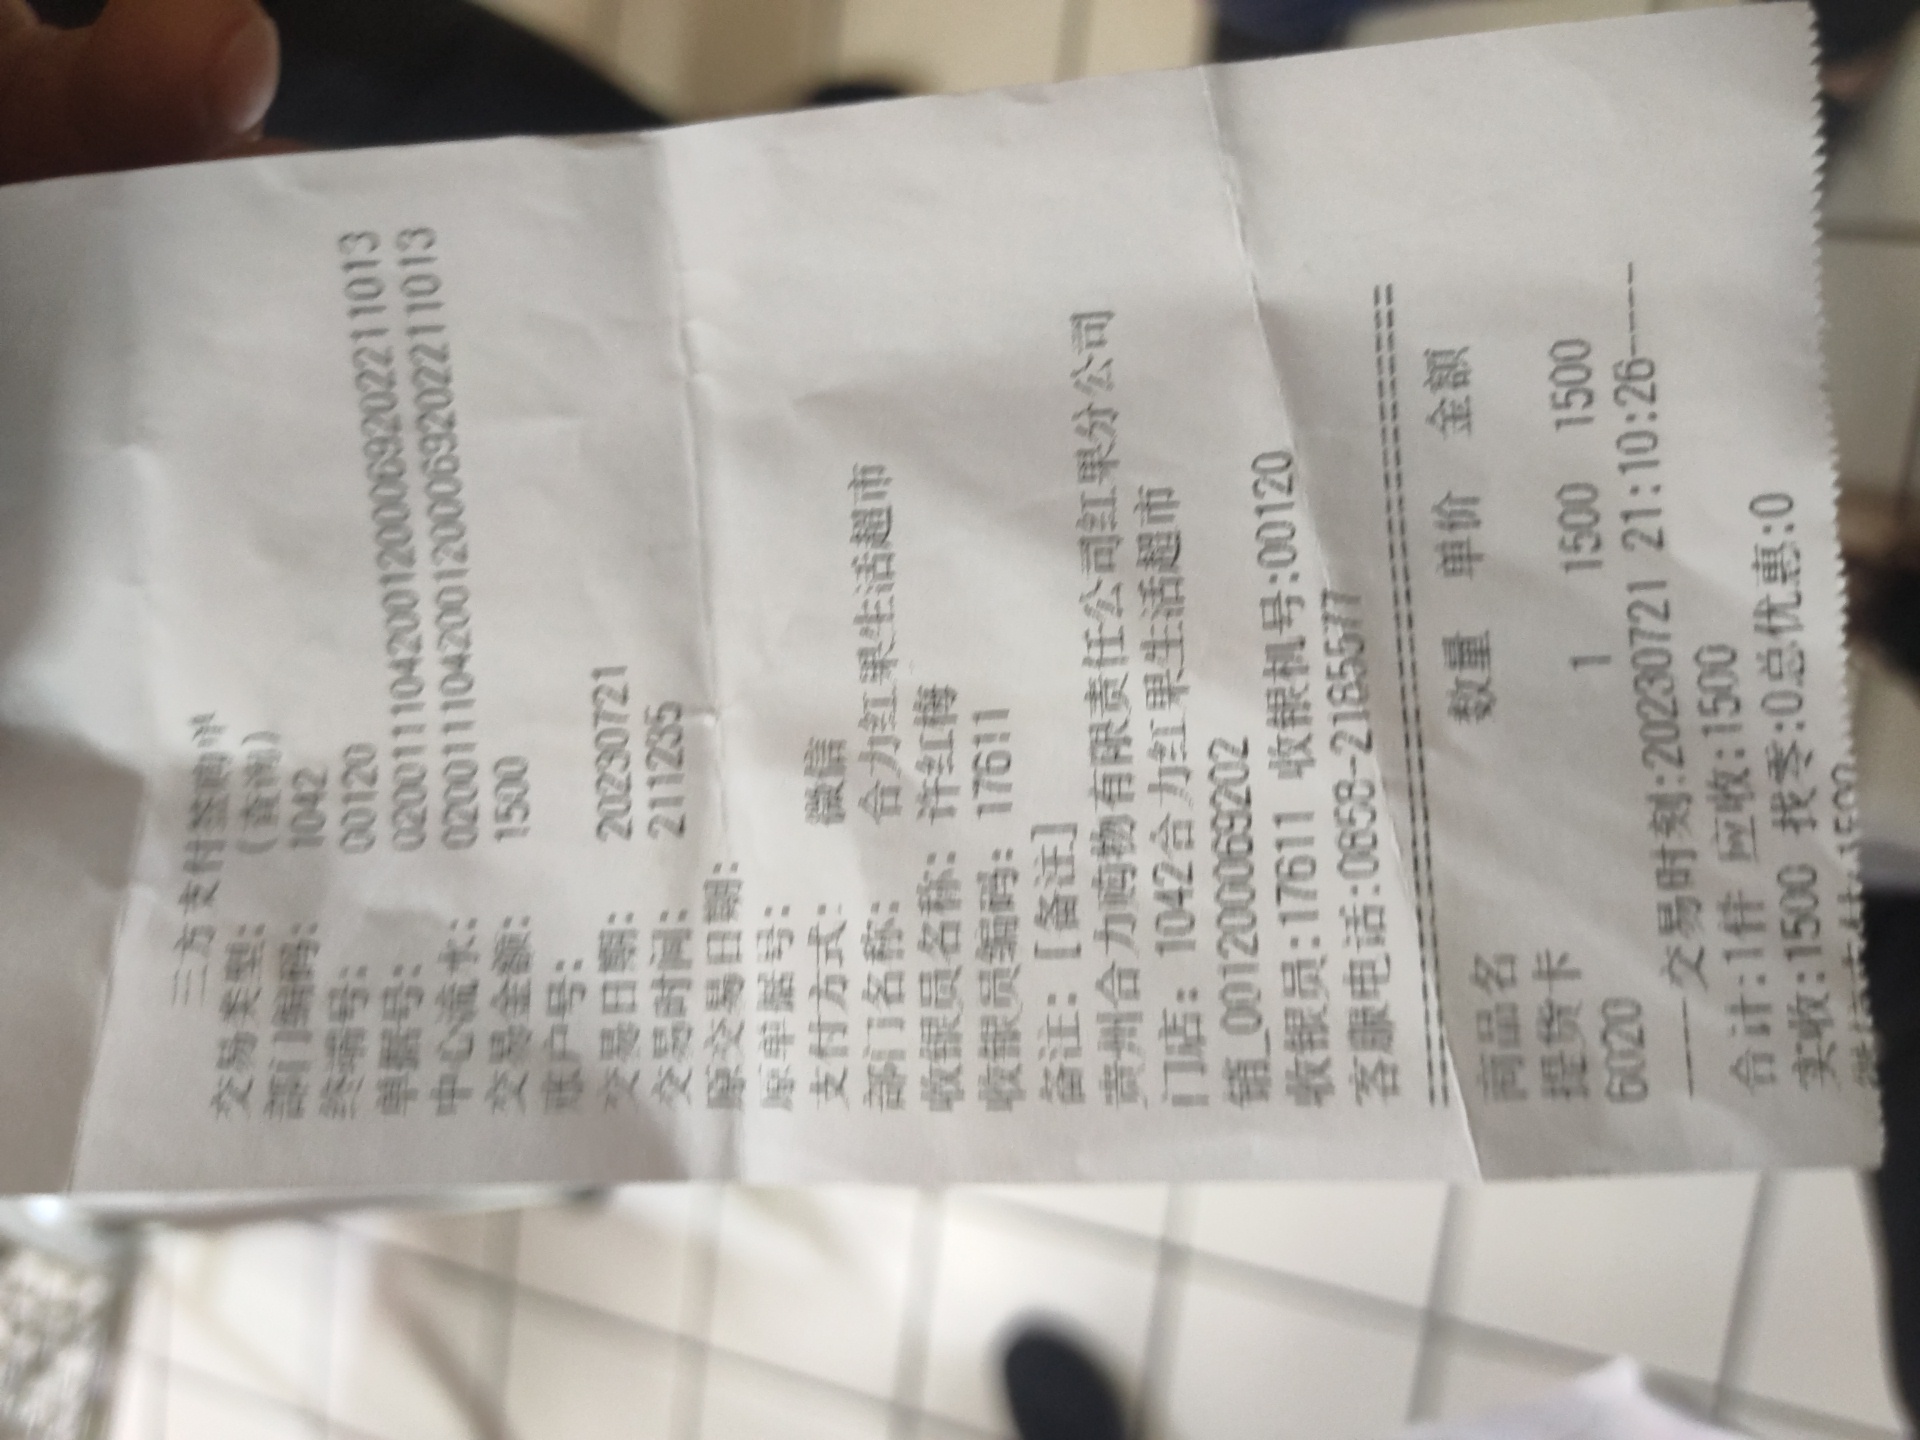 三方支付签购单
交易类型: (查询)
部门编码: 1042
终端号: 00120
单据号: 020011104200120006920221​1013
中心流水: 0200111042001200069202211013
交易金额: 1500
账户号:
交易日期: 20230721
交易时间: 211235
原交易日期:
原单据号:
支付方式: 微信
部门名称: 合力红果生活超市
收银员名称: 许红梅
收银员编码: 17611
备注: [备注]
贵州合力购物有限责任公司红果分公司
门店: 1042合力红果生活超市
销_00120006920​2
收银员:17611 收银机号:00120
客服电话:0858-2185577
================================
商品名 数量 单价 金额
提货卡
6020 1 1500 1500
----交易时刻:20230721 21:10:26----
合计:1件 应收:1500
实收:1500 找零:0总优惠:0